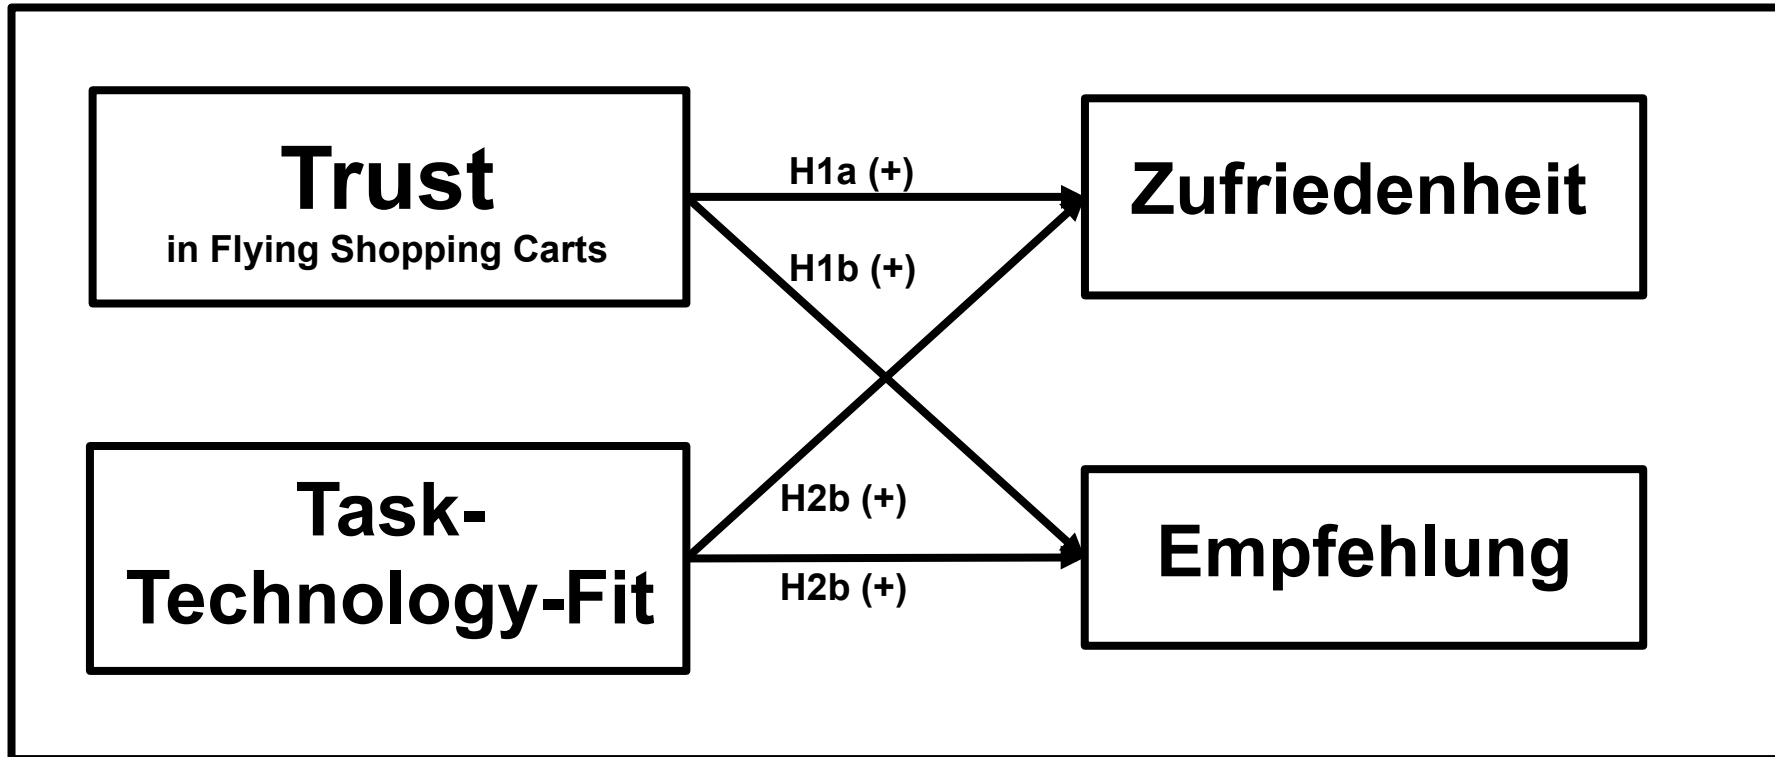 Trust
in Flying Shopping Carts
H1a (+)
H1b (+)
Zufriedenheit
Task-
Technology-Fit
H2b (+)
H2b (+)
Empfehlung